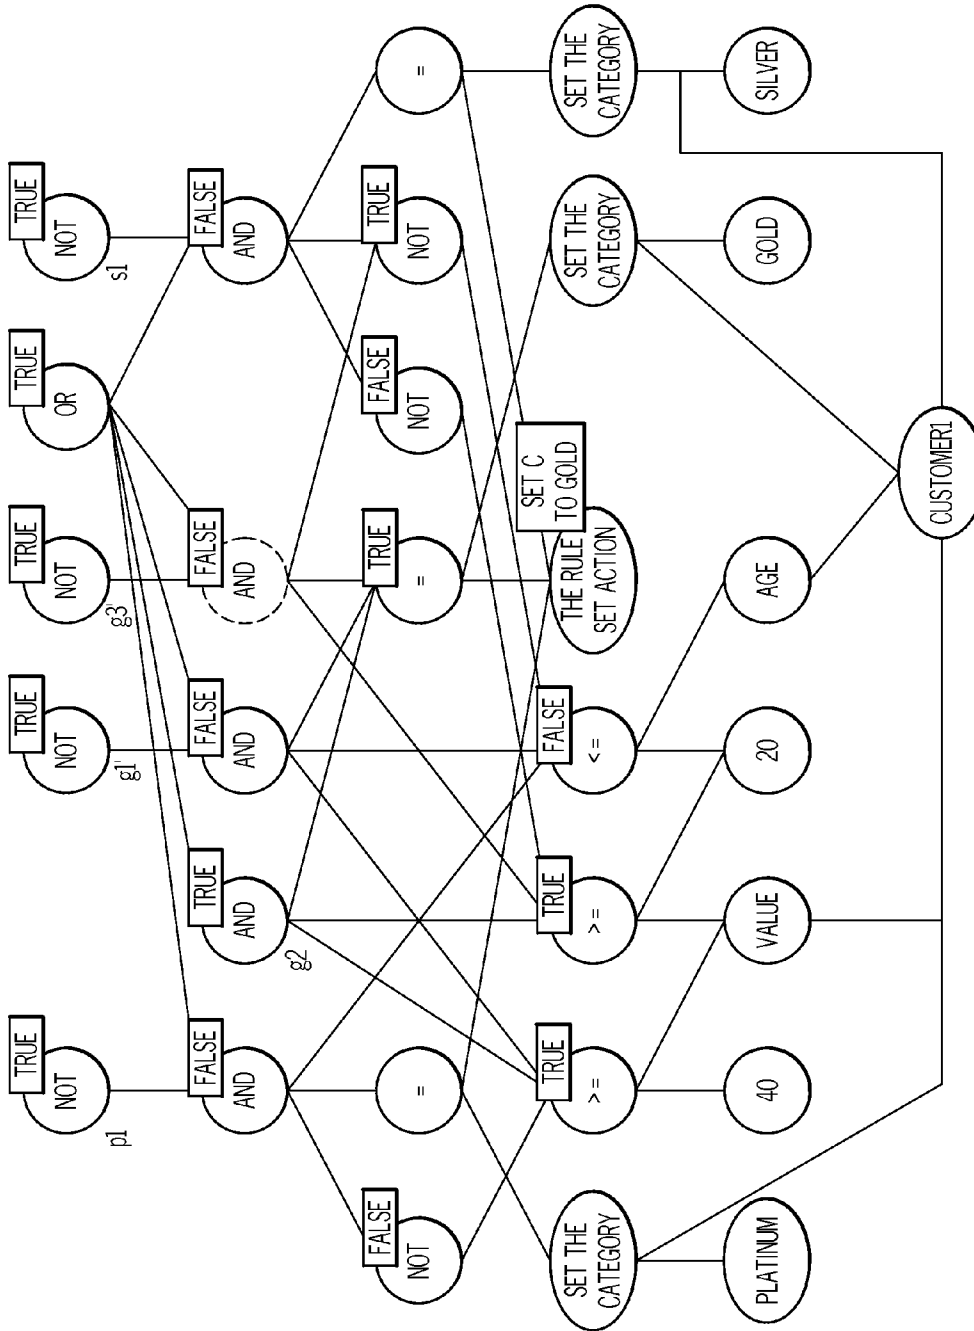 TRUE
NOT
p1
TRUE
NOT
g1'
TRUE
NOT
g3'
TRUE
OR
TRUE
NOT
s1
FALSE
AND
TRUE
AND
g2
FALSE
AND
FALSE
AND
FALSE
AND
FALSE
NOT
=
TRUE
=
FALSE
NOT
TRUE
NOT
=
SET THE
CATEGORY
TRUE
>=
TRUE
>=
FALSE
<=
SET C
TO GOLD
THE RULE
SET ACTION
SET THE
CATEGORY
SET THE
CATEGORY
PLATINUM
40
VALUE
20
AGE
GOLD
SILVER
CUSTOMER1